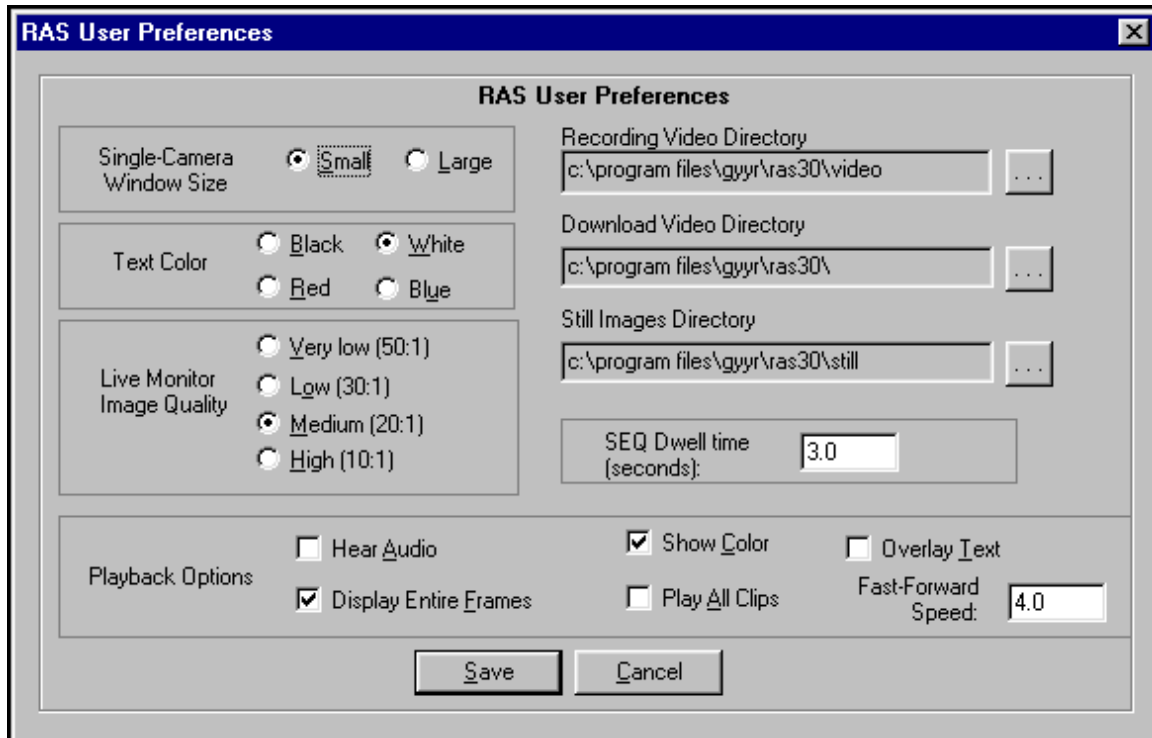 RAS User Preferences
RAS User Preferences
Single-Camera
Window Size
Small
Large
Text Color
Black
White
Red
Blue
Live Monitor
Image Quality
Very low (50:1)
Low (30:1)
Medium (20:1)
High (10:1)
Recording Video Directory
c:\program files\gyyr\ras30\video
...
Download Video Directory
c:\program files\gyyr\ras30\
...
Still Images Directory
c:\program files\gyyr\ras30\still
...
SEQ Dwell time
(seconds):
3.0
Playback Options
Hear Audio
Show Color
Overlay Text
Display Entire Frames
Play All Clips
Fast-Forward
Speed:
4.0
Save
Cancel